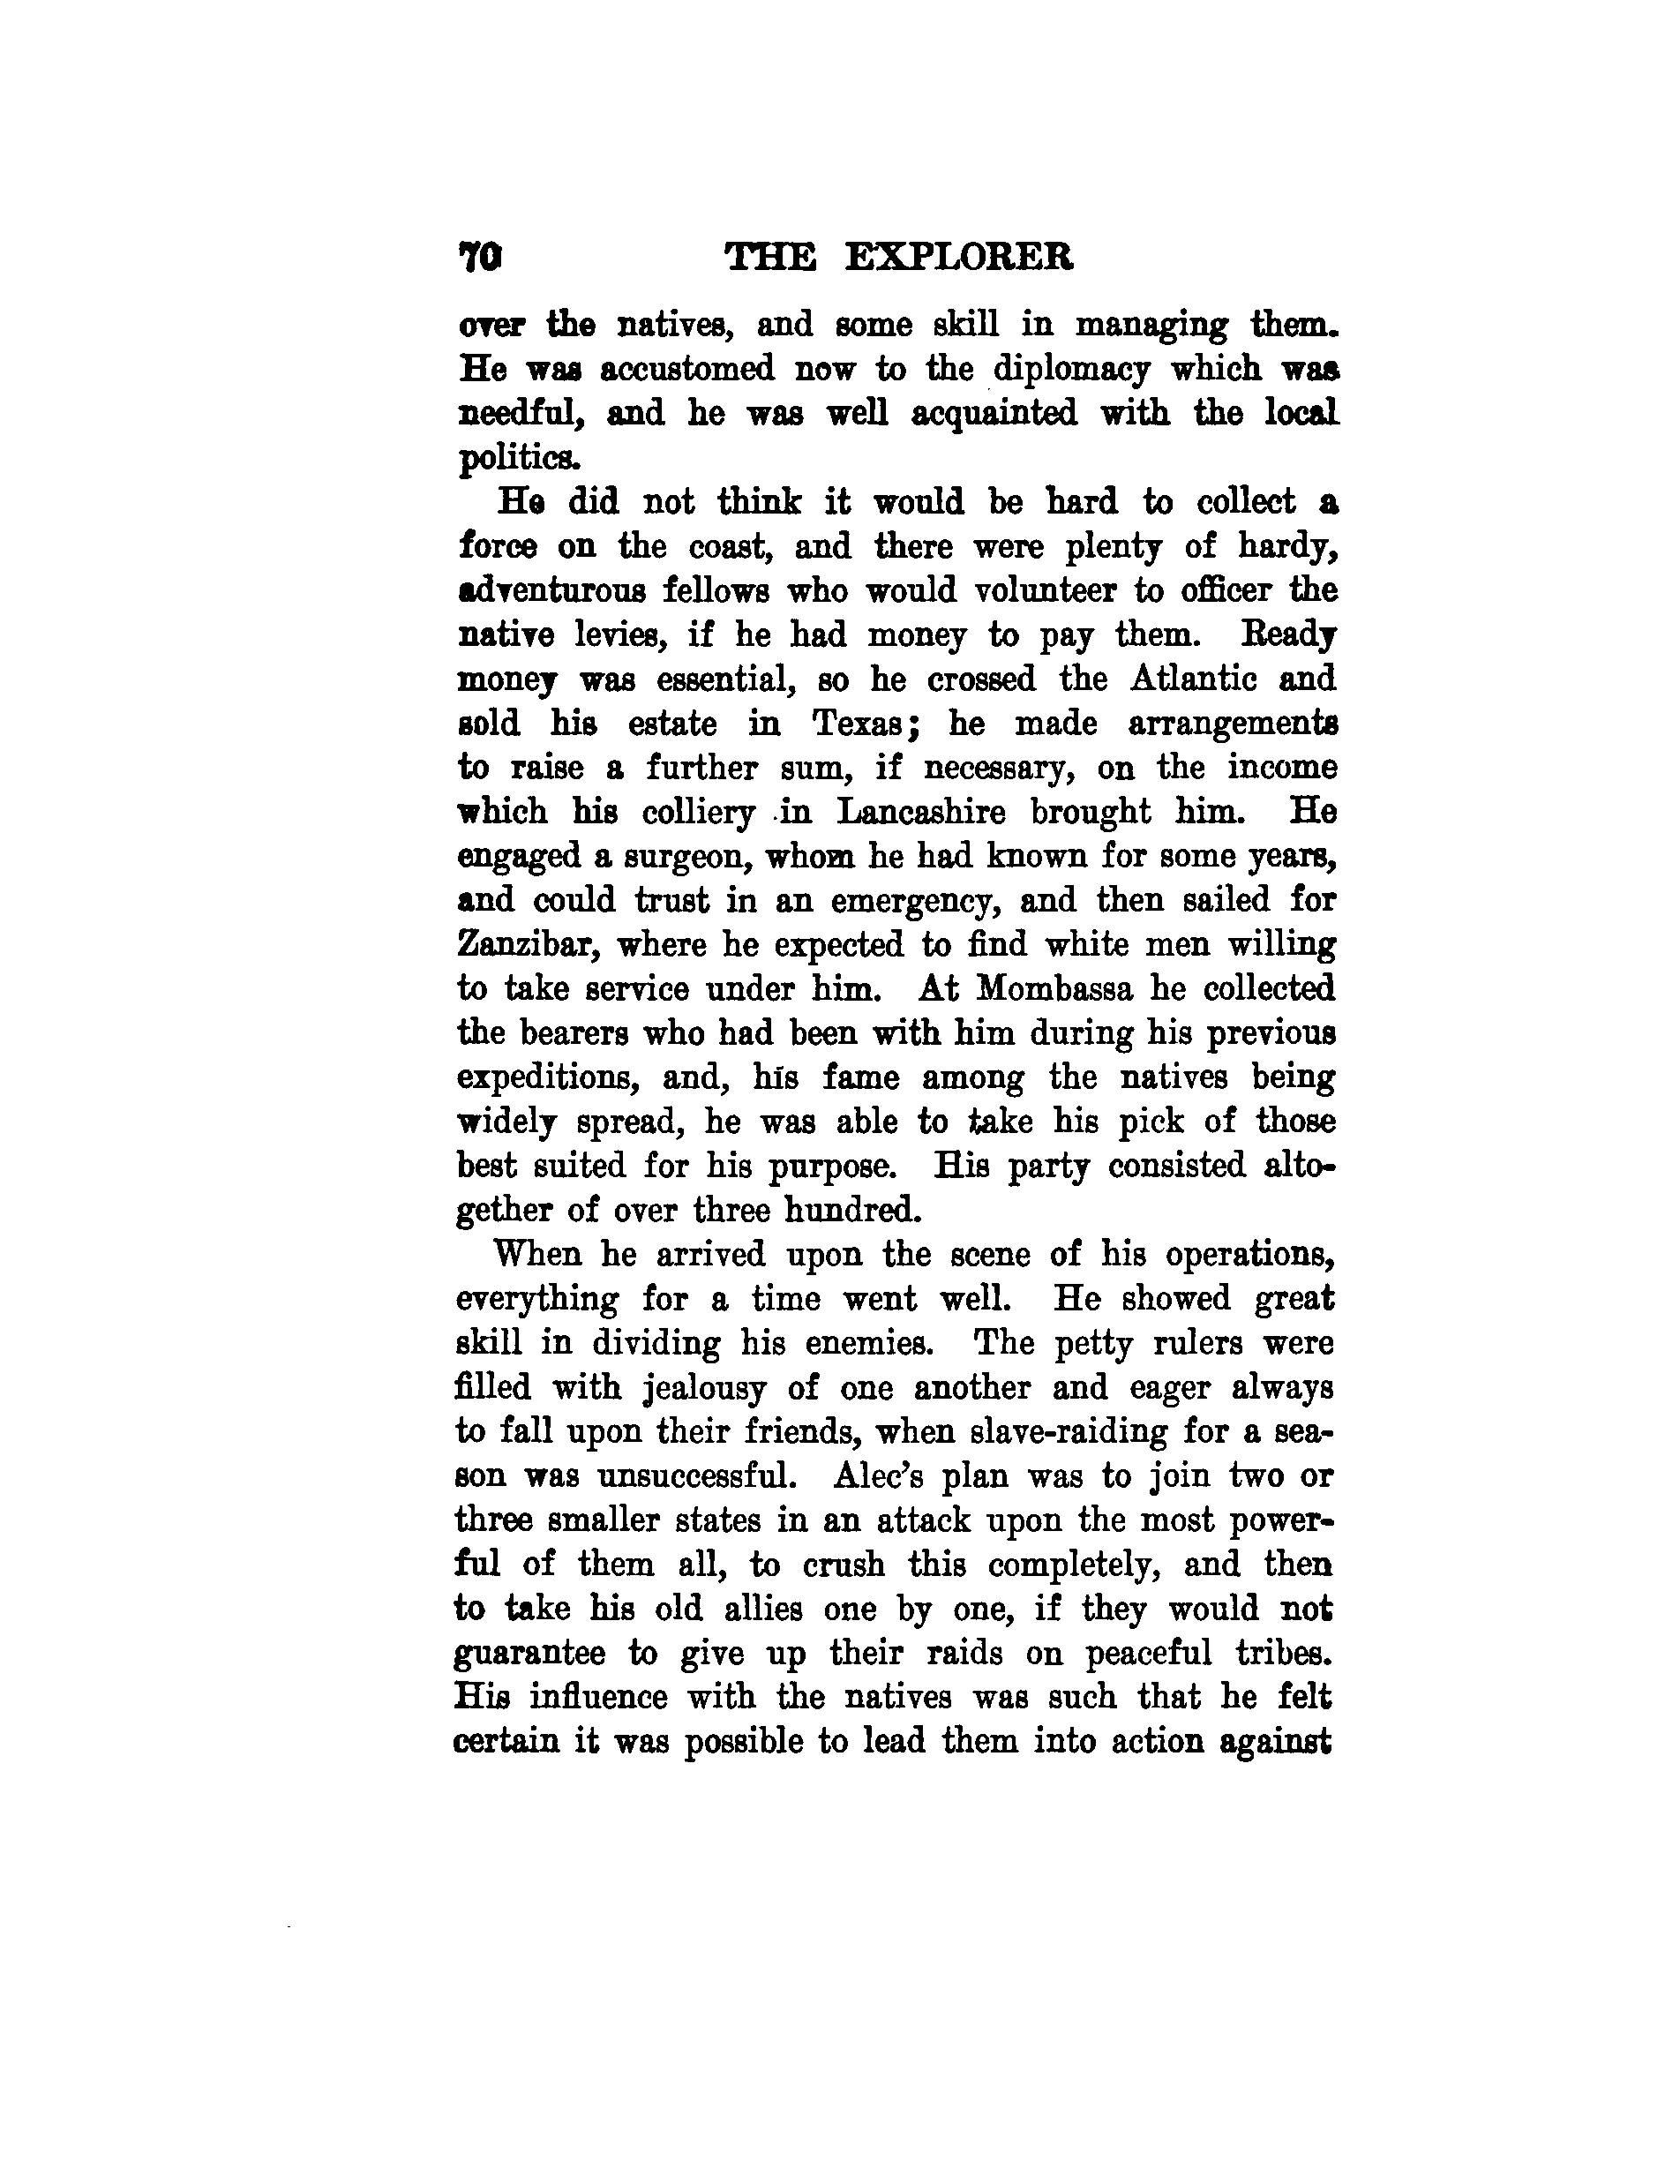 70 THE EXPLORER
over the natives, and some skill in managing them.
He was accustomed now to the diplomacy which was
needful, and he was well acquainted with the local
politics.
He did not think it would be hard to collect a
force on the coast, and there were plenty of hardy,
adventurous fellows who would volunteer to officer the
native levies, if he had money to pay them. Ready
money was essential, so he crossed the Atlantic and
sold his estate in Texas; he made arrangements
to raise a further sum, if necessary, on the income
which his colliery in Lancashire brought him. He
engaged a surgeon, whom he had known for some years,
and could trust in an emergency, and then sailed for
Zanzibar, where he expected to find white men willing
to take service under him. At Mombassa he collected
the bearers who had been with him during his previous
expeditions, and, his fame among the natives being
widely spread, he was able to take his pick of those
best suited for his purpose. His party consisted alto-
gether of over three hundred.
When he arrived upon the scene of his operations,
everything for a time went well. He showed great
skill in dividing his enemies. The petty rulers were
filled with jealousy of one another and eager always
to fall upon their friends, when slave-raiding for a sea-
son was unsuccessful. Alec's plan was to join two or
three smaller states in an attack upon the most power-
ful of them all, to crush this completely, and then
to take his old allies one by one, if they would not
guarantee to give up their raids on peaceful tribes.
His influence with the natives was such that he felt
certain it was possible to lead them into action against